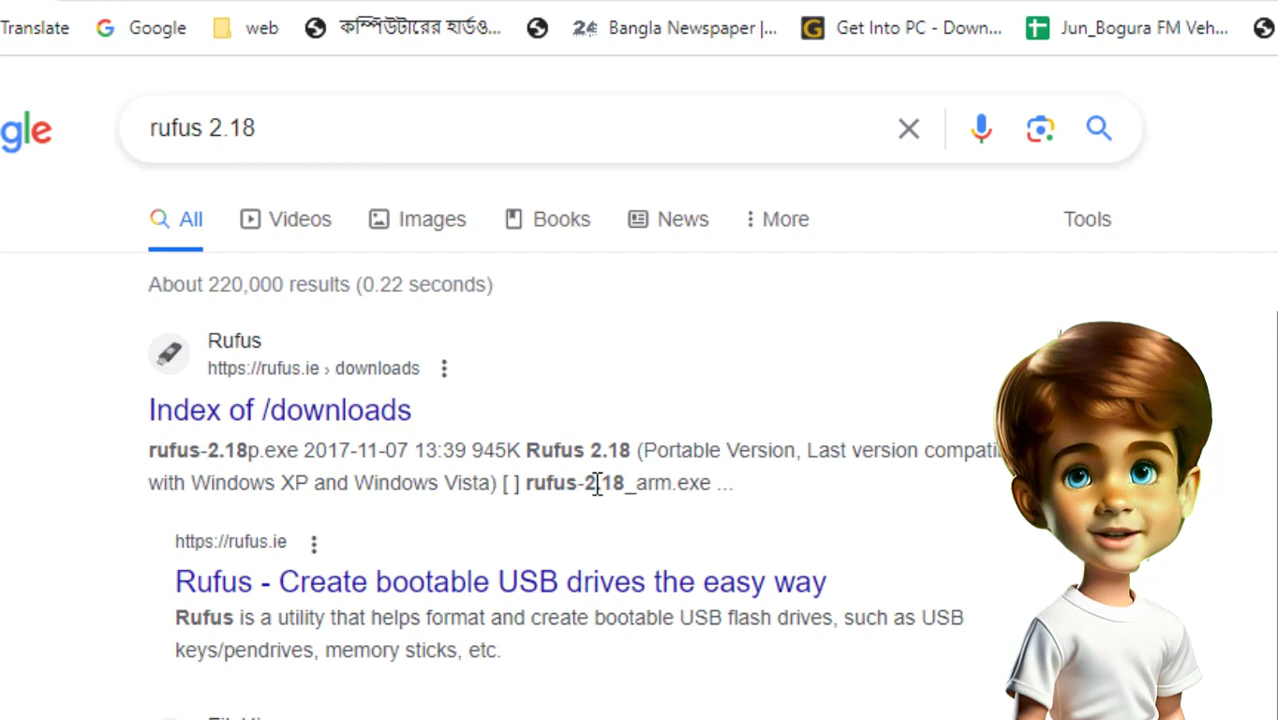 Translate Google web কম্পিউটারের হার্ডও... 24 Bangla Newspaper |... Get Into PC - Down... Jun_Bogura FM Veh...
gle rufus 2.18
All Videos Images Books News More Tools
About 220,000 results (0.22 seconds)
Rufus
https://rufus.ie › downloads
Index of /downloads
rufus-2.18p.exe 2017-11-07 13:39 945K Rufus 2.18 (Portable Version, Last version compati
with Windows XP and Windows Vista) [ ] rufus-2.18_arm.exe ...
https://rufus.ie
Rufus - Create bootable USB drives the easy way
Rufus is a utility that helps format and create bootable USB flash drives, such as USB
keys/pendrives, memory sticks, etc.